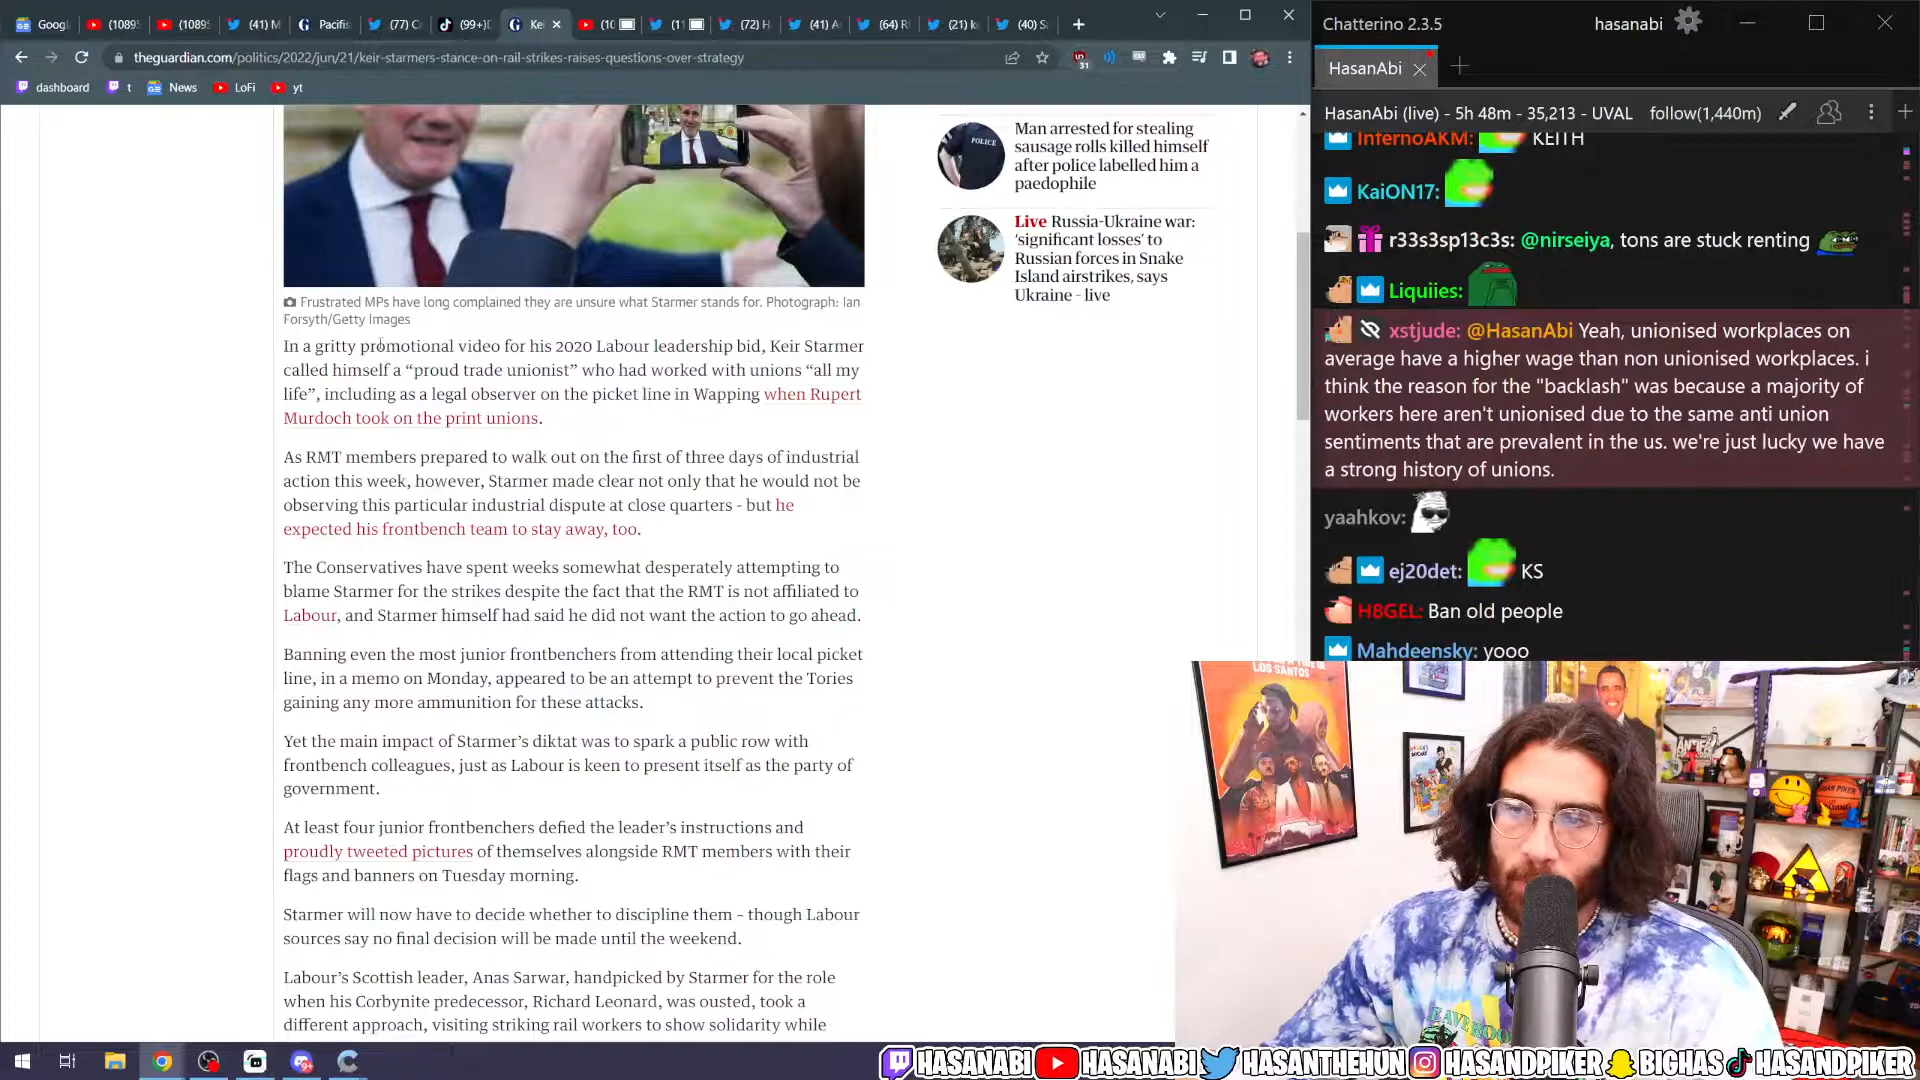 Googl
(1089
(1089
(41) M
Pacifis
(77) C
(99+)
Kei
(10
(1
(72) H
(41) A
(64) R
(21) k
(40) S
theguardian.com/politics/2022/jun/21/keir-starmers-stance-on-rail-strikes-raises-questions-over-strategy
31
dashboard
t
News
LoFi
yt
Frustrated MPs have long complained they are unsure what Starmer stands for. Photograph: Ian
Forsyth/Getty Images
In a gritty promotional video for his 2020 Labour leadership bid, Keir Starmer
called himself a “proud trade unionist” who had worked with unions “all my
life”, including as a legal observer on the picket line in Wapping when Rupert
Murdoch took on the print unions.
As RMT members prepared to walk out on the first of three days of industrial
action this week, however, Starmer made clear not only that he would not be
observing this particular industrial dispute at close quarters - but he
expected his frontbench team to stay away, too.
The Conservatives have spent weeks somewhat desperately attempting to
blame Starmer for the strikes despite the fact that the RMT is not affiliated to
Labour, and Starmer himself had said he did not want the action to go ahead.
Banning even the most junior frontbenchers from attending their local picket
line, in a memo on Monday, appeared to be an attempt to prevent the Tories
gaining any more ammunition for these attacks.
Yet the main impact of Starmer’s diktat was to spark a public row with
frontbench colleagues, just as Labour is keen to present itself as the party of
government.
At least four junior frontbenchers defied the leader’s instructions and
proudly tweeted pictures of themselves alongside RMT members with their
flags and banners on Tuesday morning.
Starmer will now have to decide whether to discipline them – though Labour
sources say no final decision will be made until the weekend.
Labour’s Scottish leader, Anas Sarwar, handpicked by Starmer for the role
when his Corbynite predecessor, Richard Leonard, was ousted, took a
different approach, visiting striking rail workers to show solidarity while
POLICE
Man arrested for stealing
sausage rolls killed himself
after police labelled him a
paedophile
Live Russia-Ukraine war:
‘significant losses’ to
Russian forces in Snake
Island airstrikes, says
Ukraine – live
Chatterino 2.3.5
hasanabi
HasanAbi
HasanAbi (live) - 5h 48m - 35,213 - UVAL
follow(1,440m)
InfernoAKM: KEITH
KaiON17:
r33s3sp13c3s: @nirseiya, tons are stuck renting
Liquiies:
xstjude: @HasanAbi Yeah, unionised workplaces on
average have a higher wage than non unionised workplaces. i
think the reason for the "backlash" was because a majority of
workers here aren't unionised due to the same anti union
sentiments that are prevalent in the us. we're just lucky we have
a strong history of unions.
yaahkov:
ej20det: KS
H8GEL: Ban old people
Mahdeensky: yooo
LOS SANTOS
HASANABI
HASANABI
HASANTHEHUN
HASANDPIKER
BIGHAS
HASANDPIKER